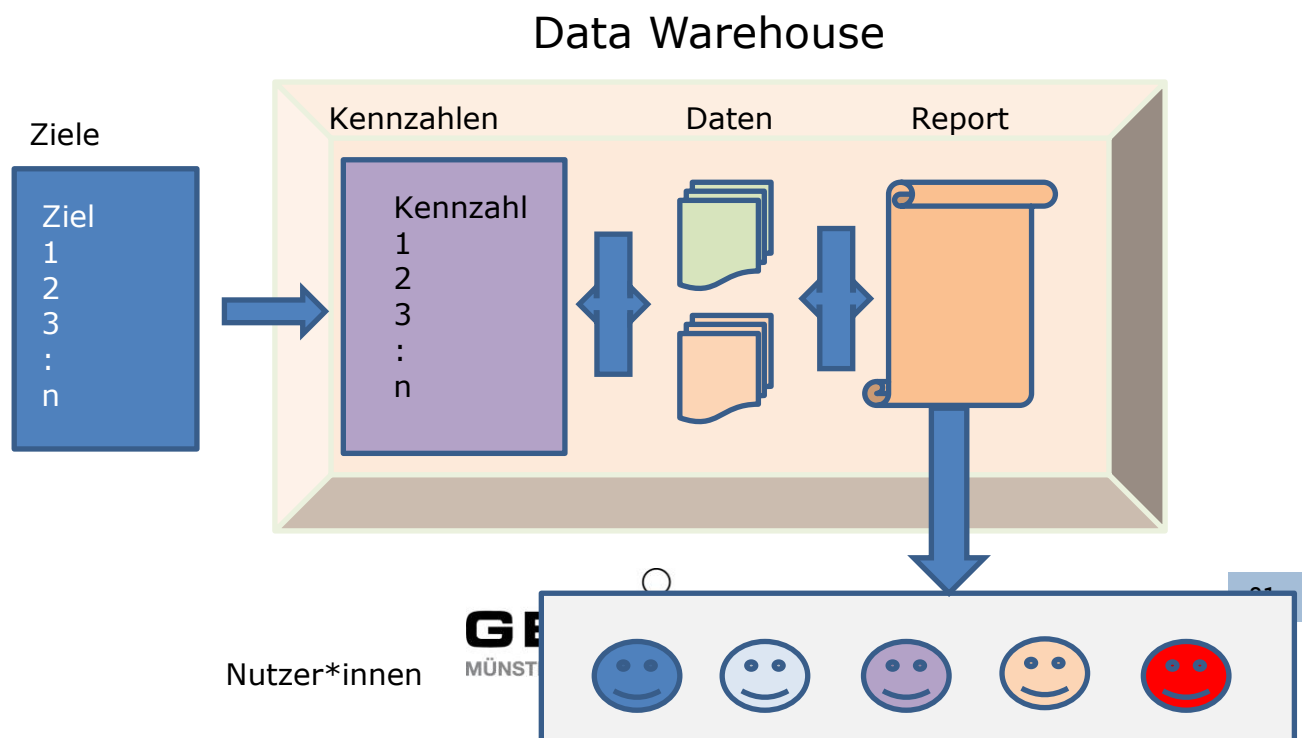 Data Warehouse
Ziele
Kennzahlen
Daten
Report
Ziel
1
2
3
:
n
Kennzahl
1
2
3
:
n
Nutzer*innen